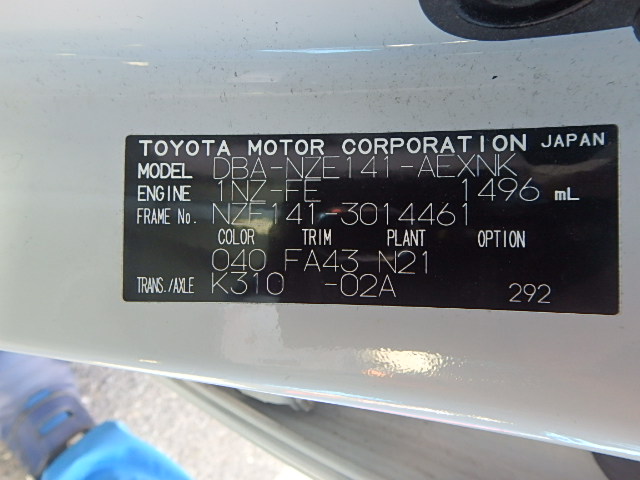 TOYOTA MOTOR CORPORATION JAPAN
MODEL DBA-NZE141-AEXNK
ENGINE 1NZ-FE 1496 mL
FRAME No. NZE141-3014461
COLOR TRIM PLANT OPTION
040 FA43 N21
TRANS./AXLE K310 -02A 292